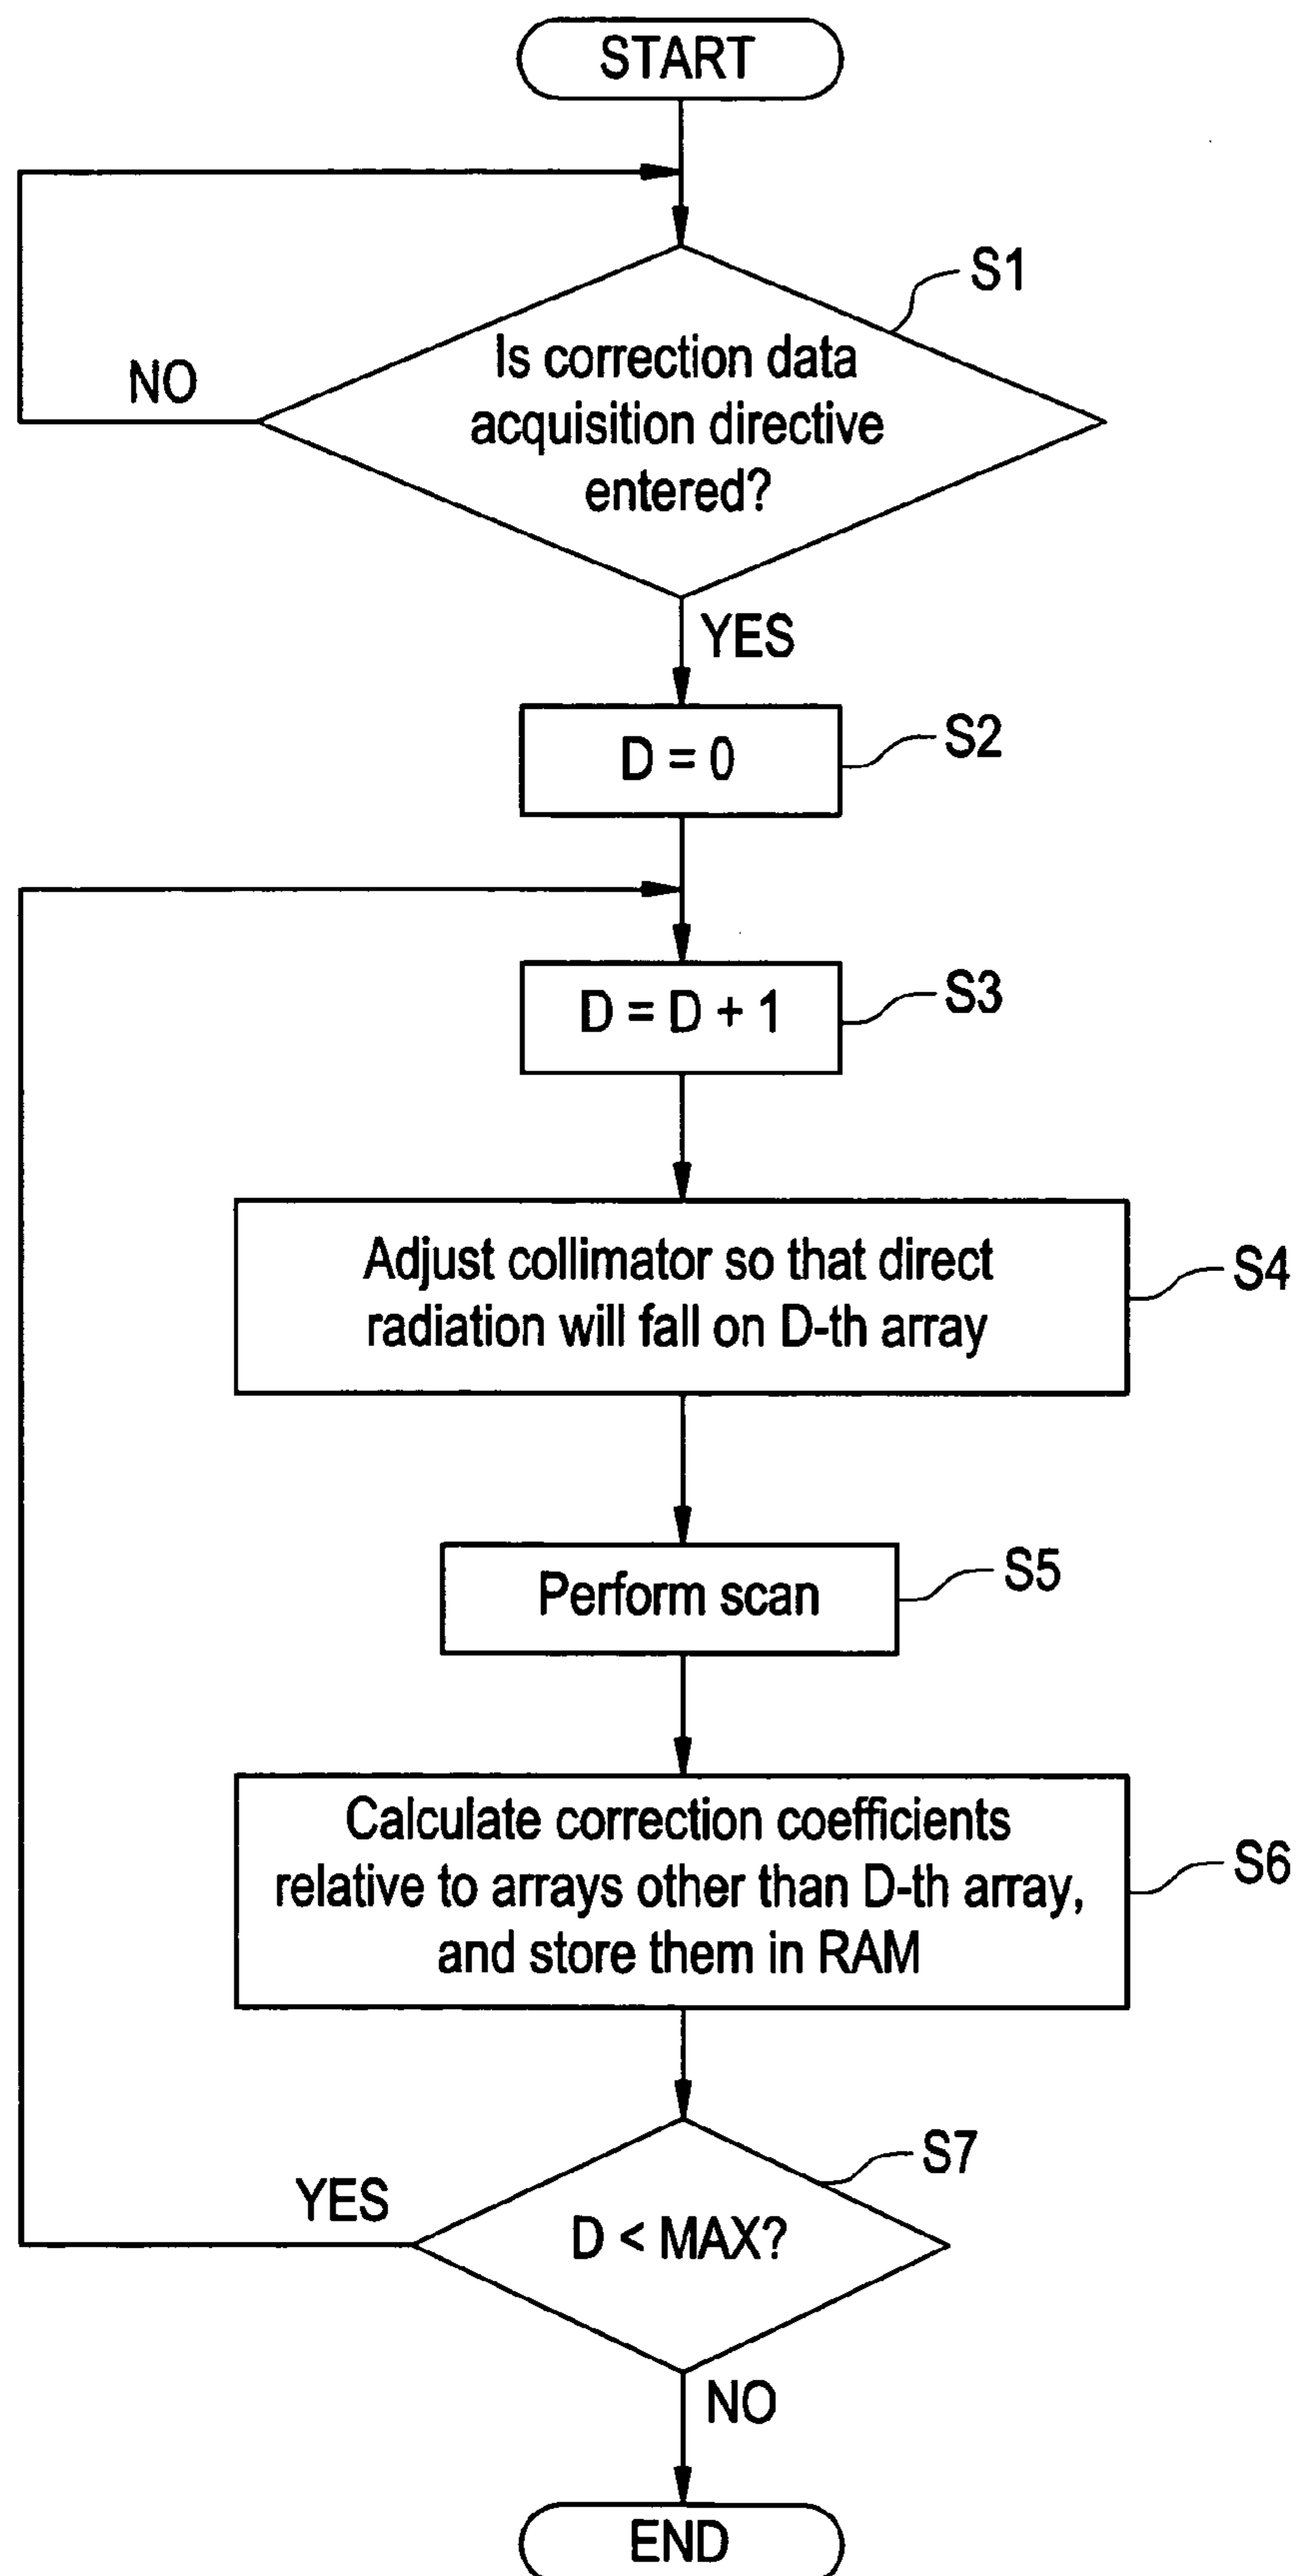 START
S1
Is correction data
acquisition directive
entered?
NO
YES
D = 0
S2
D = D + 1
S3
Adjust collimator so that direct
radiation will fall on D-th array
S4
Perform scan
S5
Calculate correction coefficients
relative to arrays other than D-th array,
and store them in RAM
S6
S7
YES
D < MAX?
NO
END